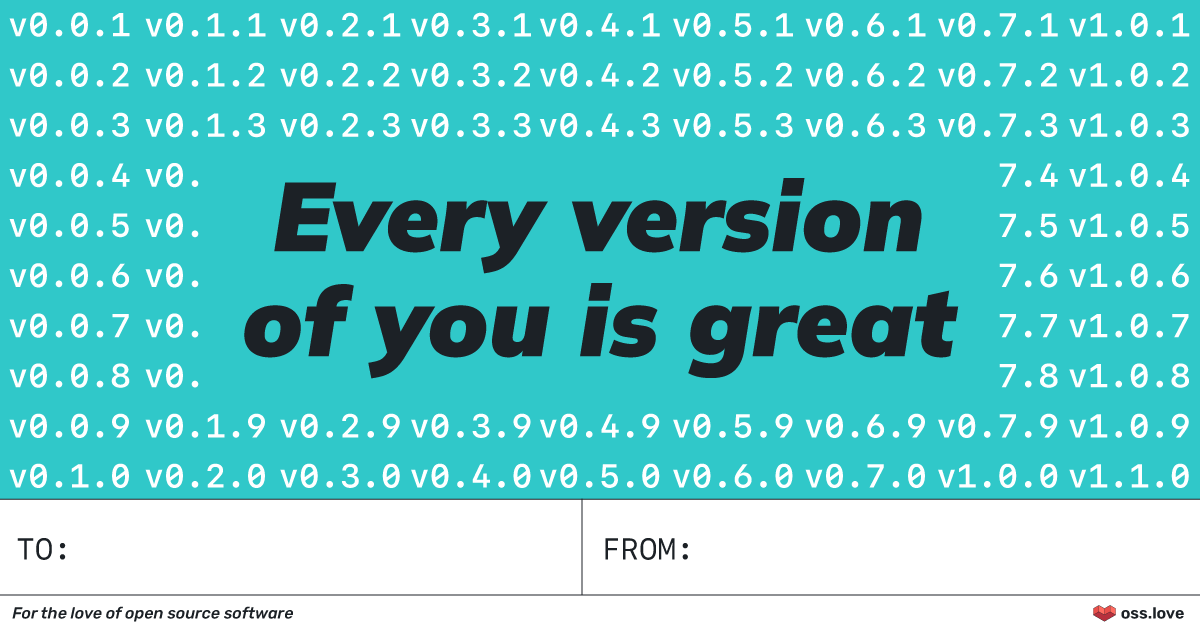 v0.0.1 v0.1.1 v0.2.1 v0.3.1 v0.4.1 v0.5.1 v0.6.1 v0.7.1 v1.0.1
v0.0.2 v0.1.2 v0.2.2 v0.3.2 v0.4.2 v0.5.2 v0.6.2 v0.7.2 v1.0.2
v0.0.3 v0.1.3 v0.2.3 v0.3.3 v0.4.3 v0.5.3 v0.6.3 v0.7.3 v1.0.3
v0.0.4 v0. 7.4 v1.0.4
v0.0.5 v0. 7.5 v1.0.5
v0.0.6 v0. 7.6 v1.0.6
v0.0.7 v0. 7.7 v1.0.7
v0.0.8 v0. 7.8 v1.0.8
Every version
of you is great
v0.0.9 v0.1.9 v0.2.9 v0.3.9 v0.4.9 v0.5.9 v0.6.9 v0.7.9 v1.0.9
v0.1.0 v0.2.0 v0.3.0 v0.4.0 v0.5.0 v0.6.0 v0.7.0 v1.0.0 v1.1.0
TO:
FROM:
For the love of open source software
oss.love